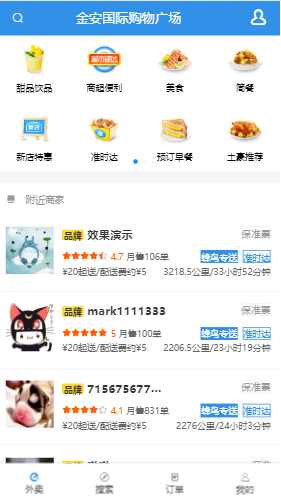 金安国际购物广场
甜品饮品 商超便利 美食 简餐
新店特惠 准时达 预订早餐 土豪推荐
附近商家
品牌 效果演示 保准票
4.7 月售106单 蜂鸟专送 准时达
¥20起送/配送费约¥5 3218.5公里/33小时52分钟
品牌 mark1111333 保准票
5 月售100单 蜂鸟专送 准时达
¥20起送/配送费约¥5 2206.5公里/23小时19分钟
品牌 715675677... 保准票
4.1 月售831单 蜂鸟专送 准时达
¥20起送/配送费约¥5 2276公里/24小时3分钟
外卖 搜索 订单 我的